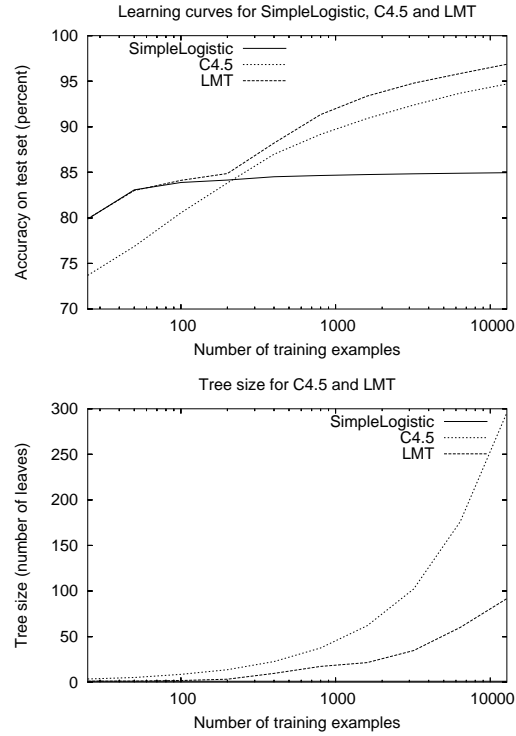 Learning curves for SimpleLogistic, C4.5 and LMT
100
95
90
85
80
75
70
Accuracy on test set (percent)
SimpleLogistic
C4.5
LMT
100 1000 10000
Number of training examples
Tree size for C4.5 and LMT
300
250
200
150
100
50
0
Tree size (number of leaves)
SimpleLogistic
C4.5
LMT
100 1000 10000
Number of training examples